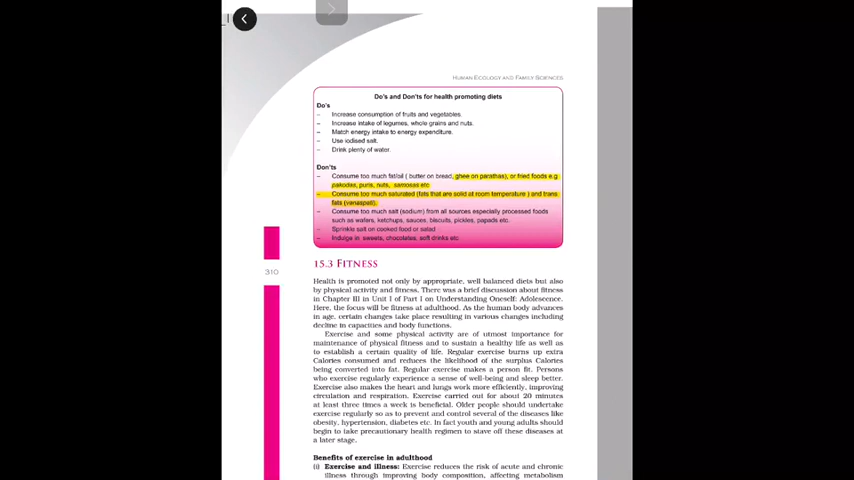 HUMAN ECOLOGY AND FAMILY SCIENCES
Do's and Don'ts for health promoting diets
Do's
– Increase consumption of fruits and vegetables.
– Increase intake of legumes, whole grains and nuts.
– Match energy intake to energy expenditure.
– Use iodised salt.
– Drink plenty of water.
Don'ts
– Consume too much fat/oil ( butter on bread, ghee on parathas), or fried foods e.g
pakodas, puris, nuts, samosas etc
– Consume too much saturated (fats that are solid at room temperature ) and trans
fats (vanaspati).
– Consume too much salt (sodium) from all sources especially processed foods
such as wafers, ketchups, sauces, biscuits, pickles, papads etc.
– Sprinkle salt on cooked food or salad
– Indulge in sweets, chocolates, soft drinks etc
15.3 FITNESS
310
Health is promoted not only by appropriate, well balanced diets but also
by physical activity and fitness. There was a brief discussion about fitness
in Chapter III in Unit I of Part I on Understanding Oneself: Adolescence.
Here, the focus will be fitness at adulthood. As the human body advances
in age, certain changes take place resulting in various changes including
decline in capacities and body functions.
Exercise and some physical activity are of utmost importance for
maintenance of physical fitness and to sustain a healthy life as well as
to establish a certain quality of life. Regular exercise burns up extra
Calories consumed and reduces the likelihood of the surplus Calories
being converted into fat. Regular exercise makes a person fit. Persons
who exercise regularly experience a sense of well-being and sleep better.
Exercise also makes the heart and lungs work more efficiently, improving
circulation and respiration. Exercise carried out for about 20 minutes
at least three times a week is beneficial. Older people should undertake
exercise regularly so as to prevent and control several of the diseases like
obesity, hypertension, diabetes etc. In fact youth and young adults should
begin to take precautionary health regimen to stave off these diseases at
a later stage.
Benefits of exercise in adulthood
(i) Exercise and illness: Exercise reduces the risk of acute and chronic
illness through improving body composition, affecting metabolism